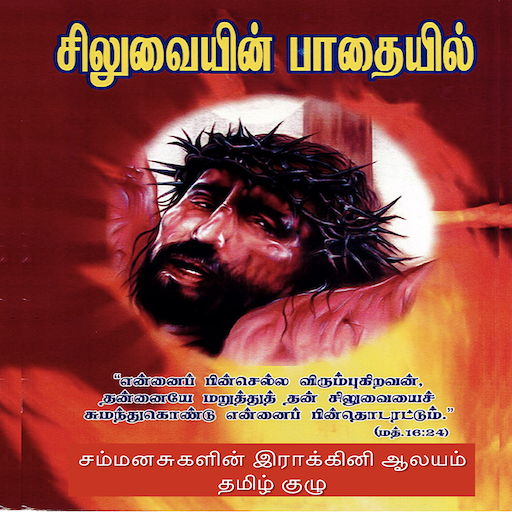 சிலுவையின் பாதையில்
“என்னைப் பின்செல்ல விரும்புகிறவன்,
தன்னையே மறுத்துத் தன் சிலுவையைச்
சுமந்துகொண்டு என்னைப் பின்தொடரட்டும்.”
(மத்.16:24)
சம்மனசுகளின் இராக்கினி ஆலயம்
தமிழ் குழு